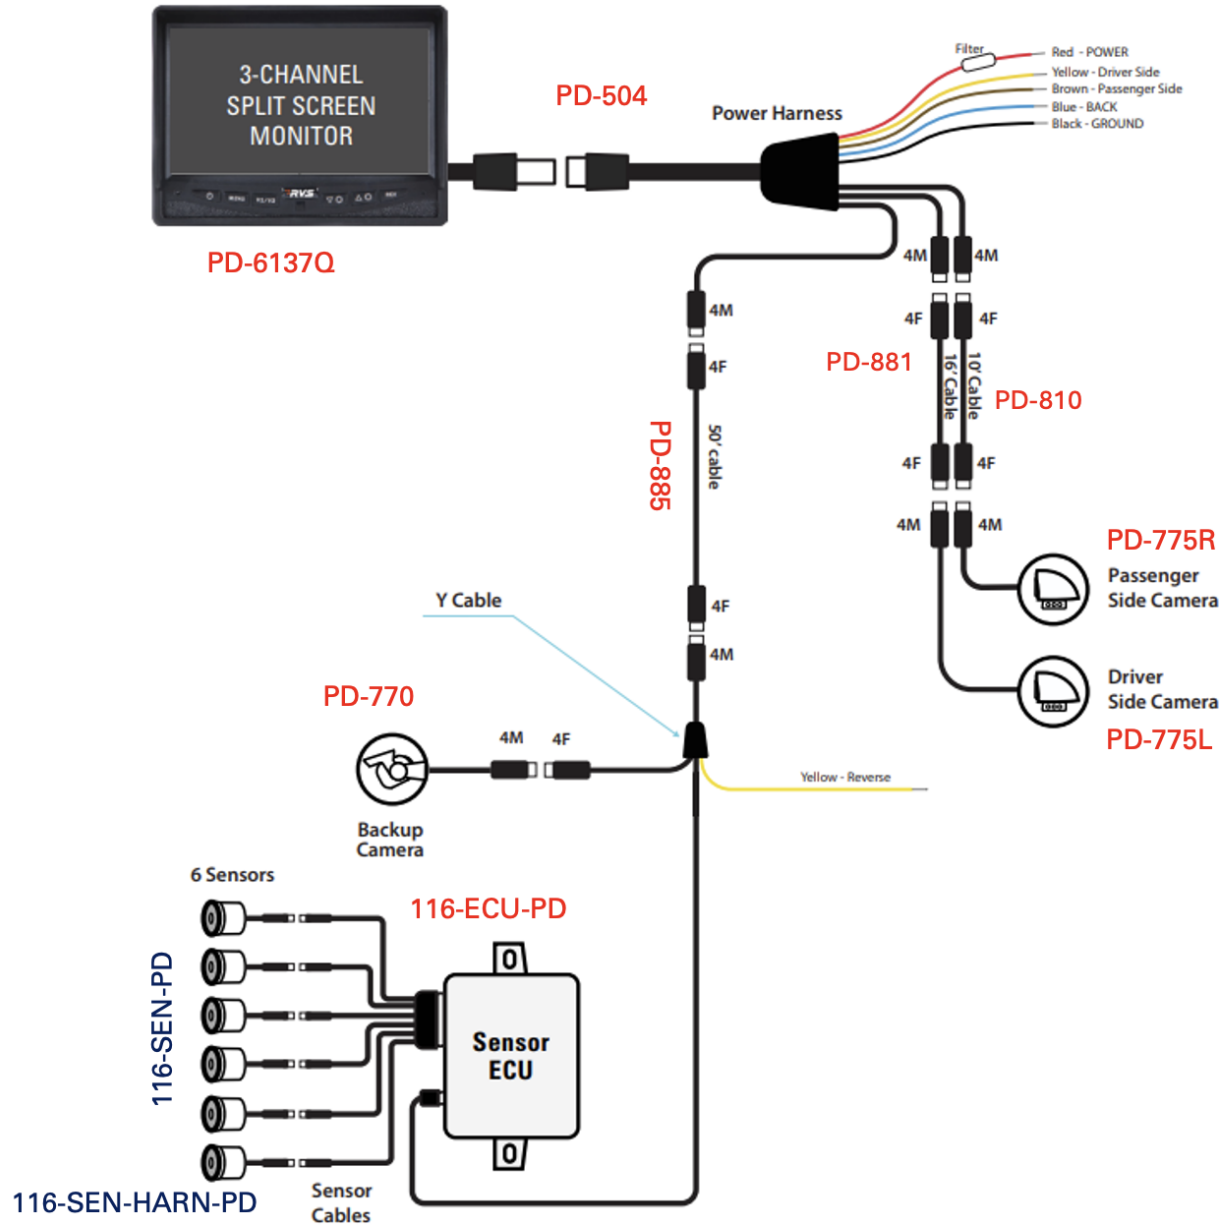 3-CHANNEL
SPLIT SCREEN
MONITOR
RVS
MENU
PD-6137Q
PD-504
Power Harness
Filter
Red - POWER
Yellow - Driver Side
Brown - Passenger Side
Blue - BACK
Black - GROUND
4M
4M
4M
4F
4F
4F
PD-881
16' Cable
10' Cable
PD-810
PD-885
50' cable
4F
4F
4M
4M
PD-775R
Passenger
Side Camera
Driver
Side Camera
PD-775L
Y Cable
4F
4M
PD-770
4M
4F
Backup
Camera
Yellow - Reverse
6 Sensors
116-ECU-PD
116-SEN-PD
Sensor
ECU
116-SEN-HARN-PD
Sensor
Cables